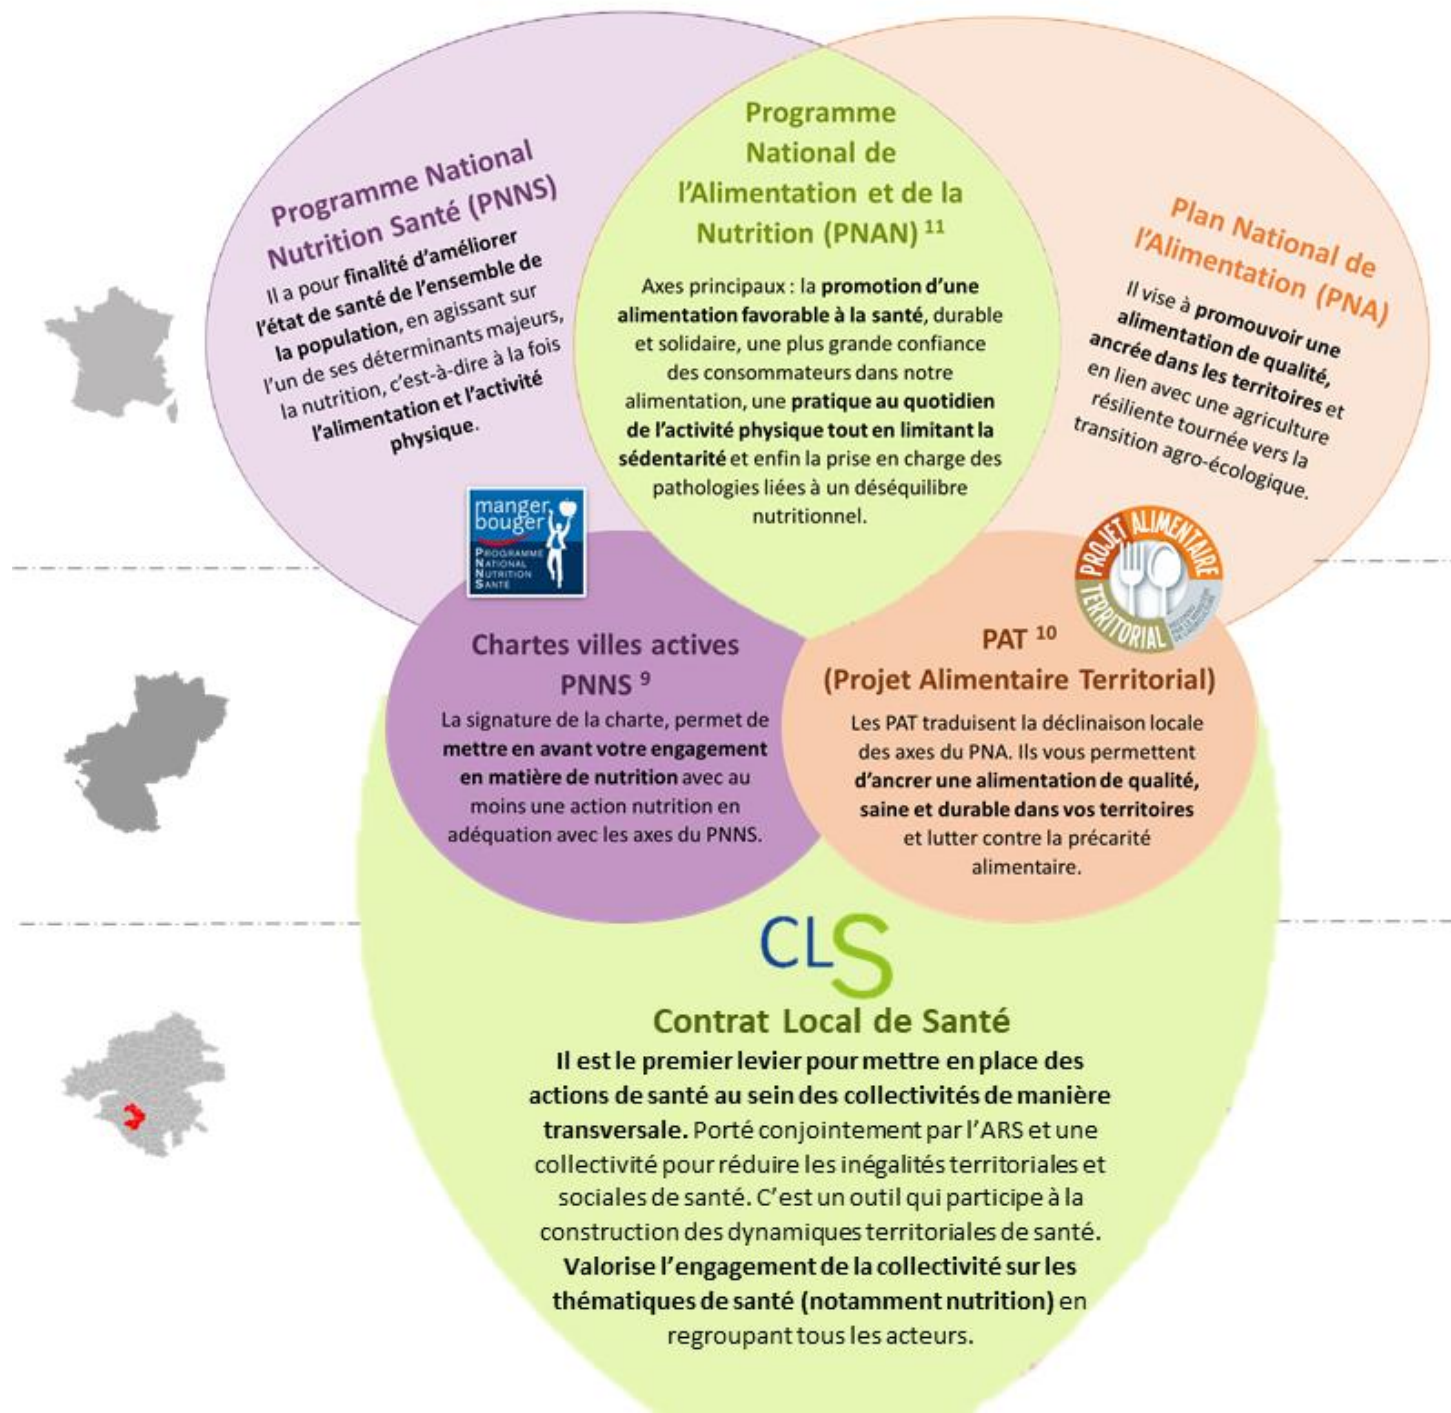 Programme National
Nutrition Santé (PNNS)
Il a pour finalité d’améliorer
l’état de santé de l’ensemble de
la population, en agissant sur
l’un de ses déterminants majeurs,
la nutrition, c’est-à-dire à la fois
l’alimentation et l’activité
physique.
Programme
National de
l’Alimentation et de la
Nutrition (PNAN) 11
Axes principaux : la promotion d’une
alimentation favorable à la santé, durable
et solidaire, une plus grande confiance
des consommateurs dans notre
alimentation, une pratique au quotidien
de l’activité physique tout en limitant la
sédentarité et enfin la prise en charge des
pathologies liées à un déséquilibre
nutritionnel.
Plan National de
l’Alimentation (PNA)
Il vise à promouvoir une
alimentation de qualité,
ancrée dans les territoires et
en lien avec une agriculture
résiliente tournée vers la
transition agro-écologique.
manger
bouger
PROGRAMME
NATIONAL
NUTRITION
SANTÉ
PROJET ALIMENTAIRE
TERRITORIAL
Chartes villes actives
PNNS 9
La signature de la charte, permet de
mettre en avant votre engagement
en matière de nutrition avec au
moins une action nutrition en
adéquation avec les axes du PNNS.
PAT 10
(Projet Alimentaire Territorial)
Les PAT traduisent la déclinaison locale
des axes du PNA. Ils vous permettent
d’ancrer une alimentation de qualité,
saine et durable dans vos territoires
et lutter contre la précarité
alimentaire.
CLS
Contrat Local de Santé
Il est le premier levier pour mettre en place des
actions de santé au sein des collectivités de manière
transversale. Porté conjointement par l’ARS et une
collectivité pour réduire les inégalités territoriales et
sociales de santé. C’est un outil qui participe à la
construction des dynamiques territoriales de santé.
Valorise l’engagement de la collectivité sur les
thématiques de santé (notamment nutrition) en
regroupant tous les acteurs.